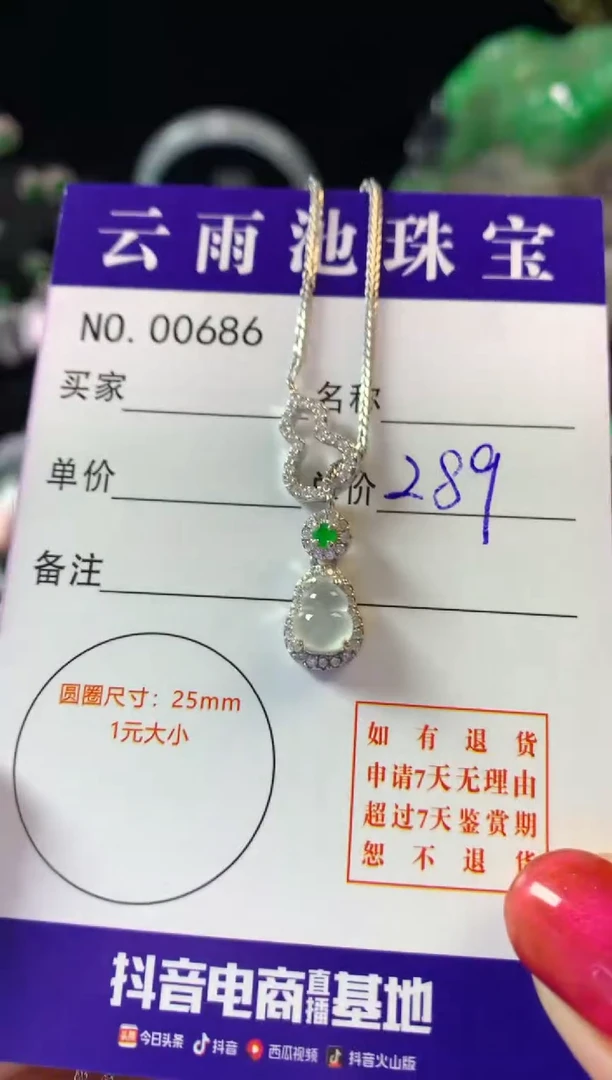 云雨池珠宝
NO. 00686
买家 名称
单价 价 289
备注
圆圈尺寸：25mm
1元大小
如有退货
申请7天无理由
超过7天鉴赏期
恕不退货
抖音电商直播基地
今日头条 抖音 西瓜视频 抖音火山版